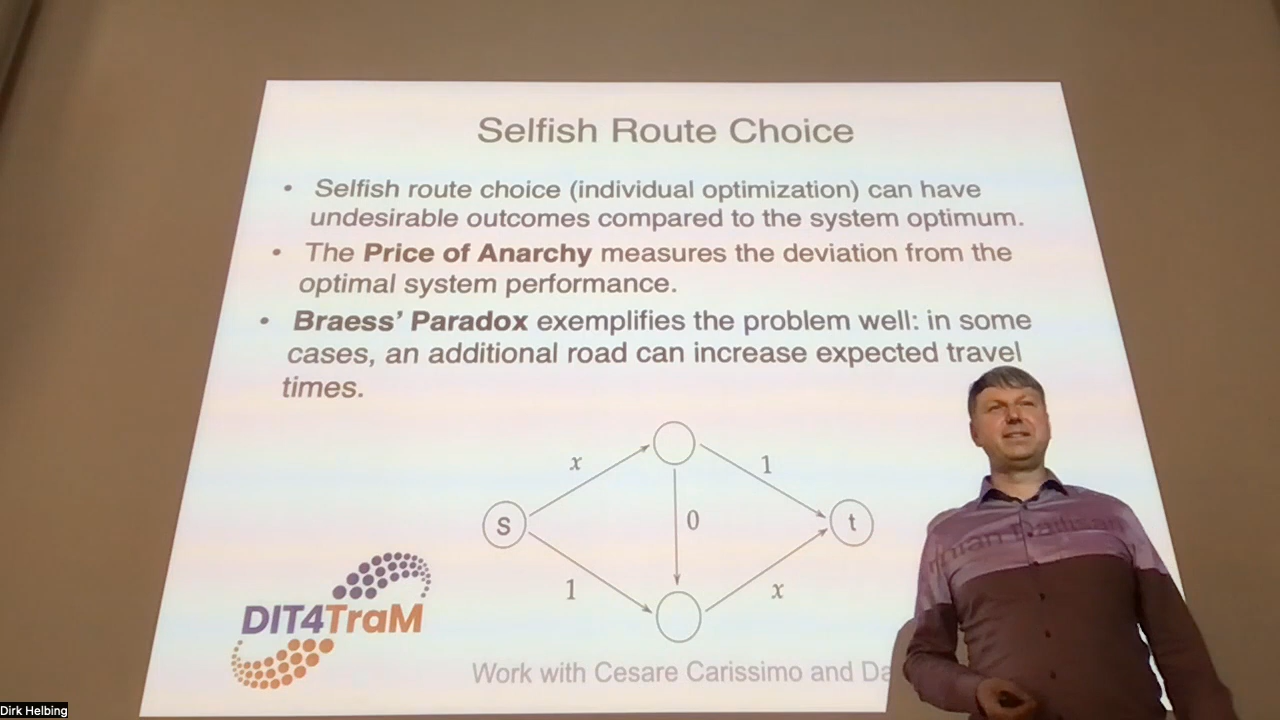 Selfish Route Choice
• Selfish route choice (individual optimization) can have
undesirable outcomes compared to the system optimum.
• The Price of Anarchy measures the deviation from the
optimal system performance.
• Braess’ Paradox exemplifies the problem well: in some
cases, an additional road can increase expected travel
times.
x
1
S
0
t
1
x
DIT4TraM
Work with Cesare Carissimo and
Dirk Helbing